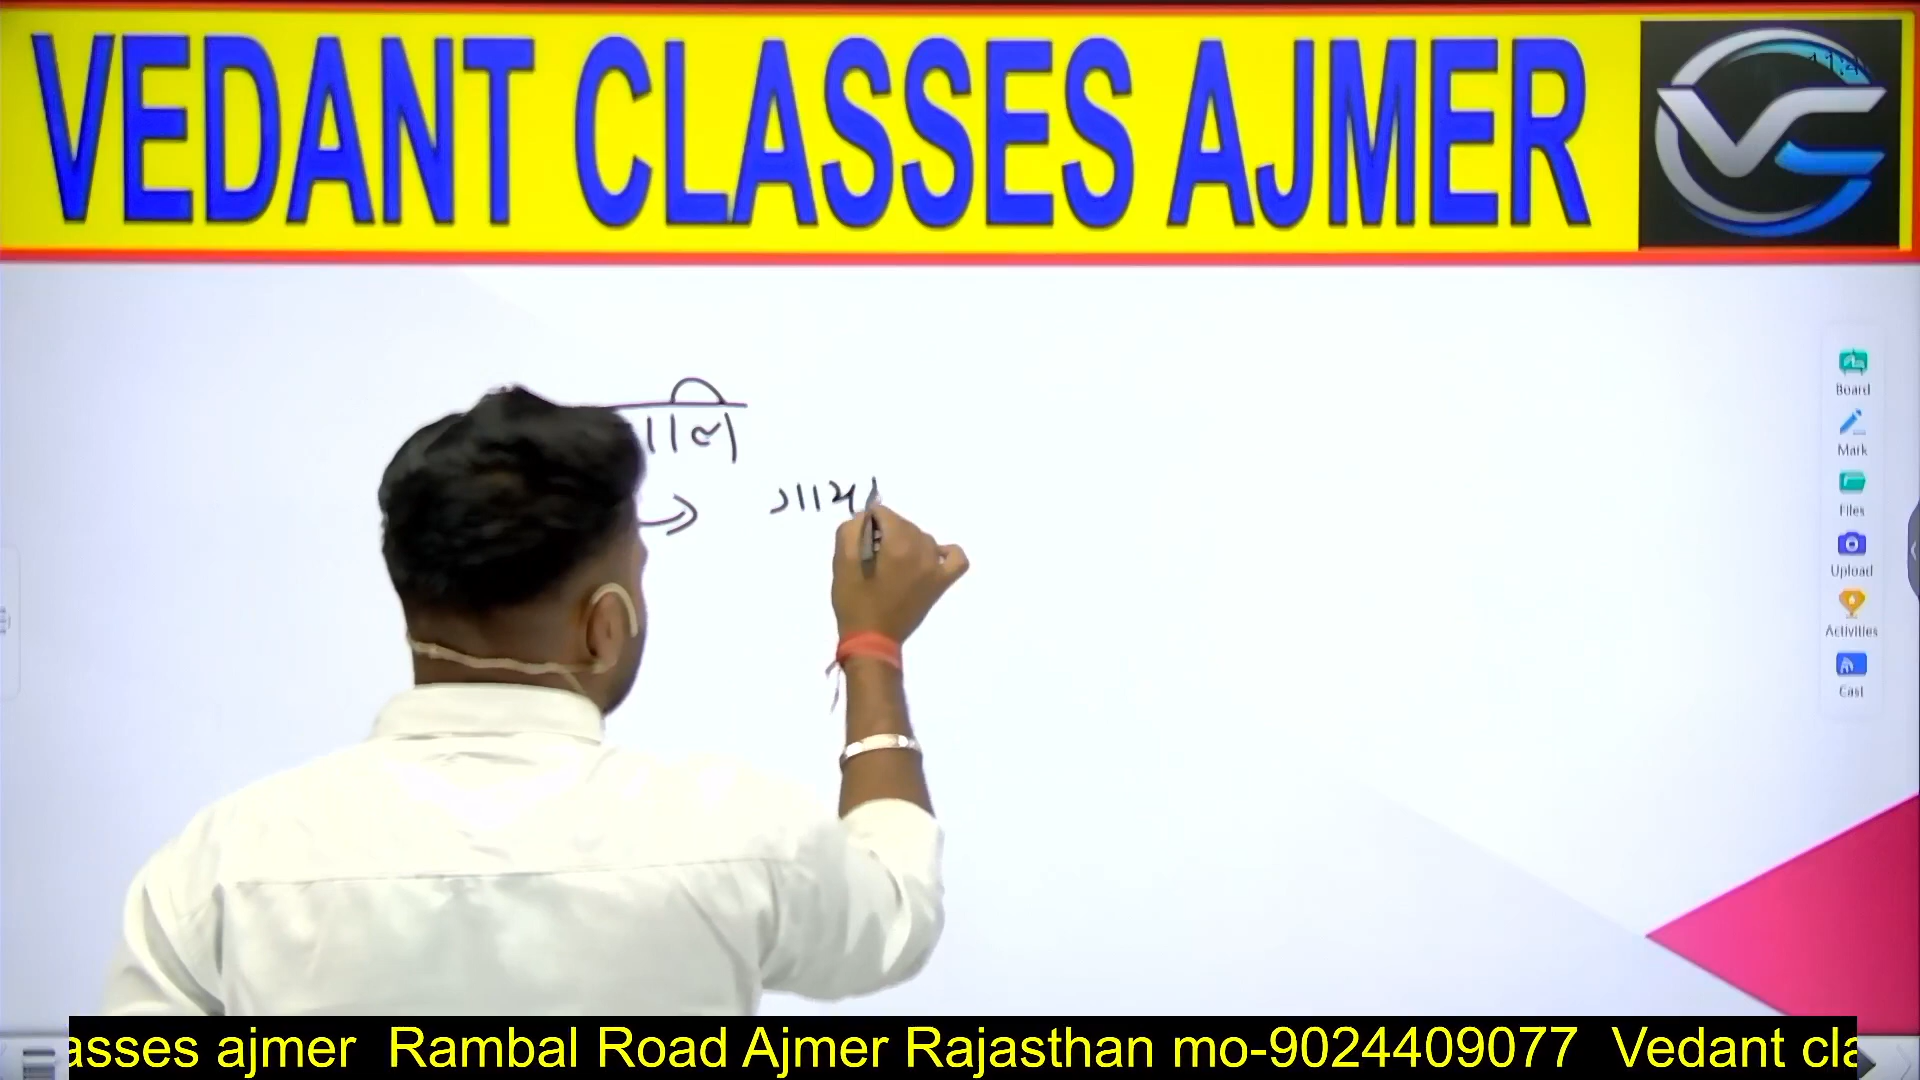 VEDANT CLASSES AJMER
VC
Board
Mark
Files
Upload
Activities
Cast
asses ajmer Rambal Road Ajmer Rajasthan mo-9024409077 Vedant cla